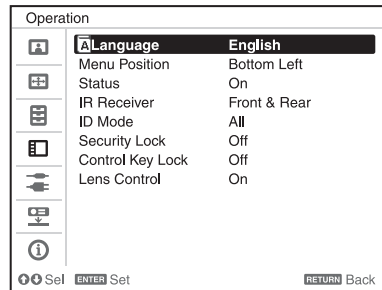 Operation
A Language English
Menu Position Bottom Left
Status On
IR Receiver Front & Rear
ID Mode All
Security Lock Off
Control Key Lock Off
Lens Control On
Sel ENTER Set RETURN Back